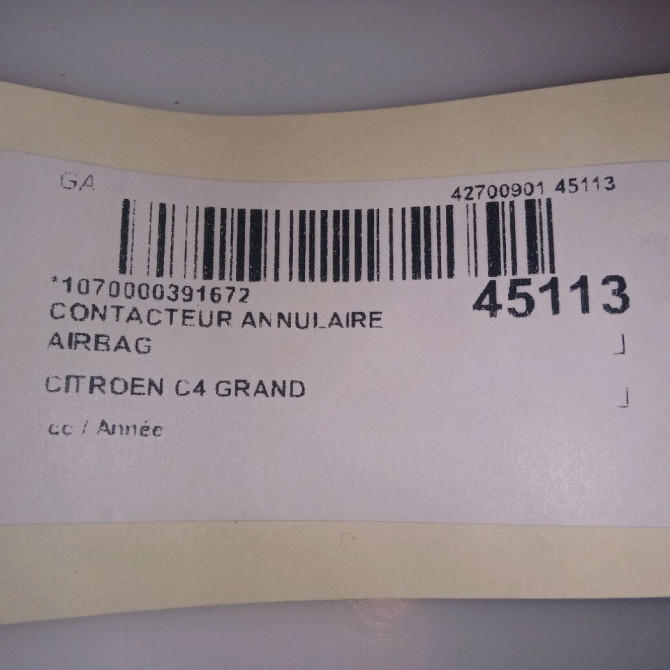 GA
42700901 45113
*1070000391672
45113
CONTACTEUR ANNULAIRE
AIRBAG
CITROEN C4 GRAND
cc / Année